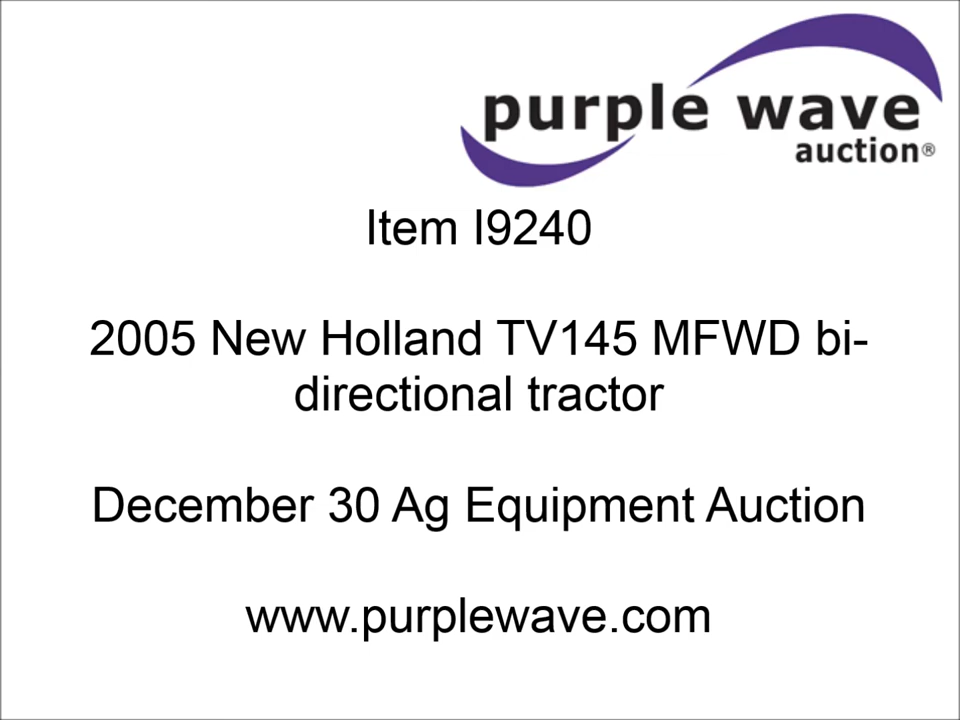 purple wave
auction®
Item I9240
2005 New Holland TV145 MFWD bi-
directional tractor
December 30 Ag Equipment Auction
www.purplewave.com